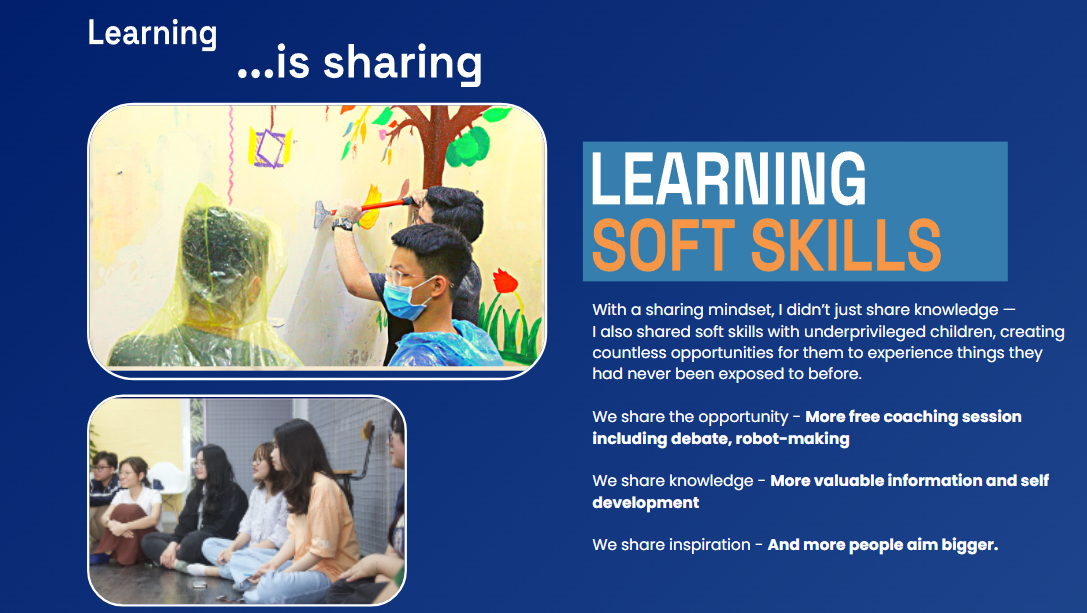 Learning
...is sharing
LEARNING
SOFT SKILLS
With a sharing mindset, I didn’t just share knowledge —
I also shared soft skills with underprivileged children, creating
countless opportunities for them to experience things they
had never been exposed to before.
We share the opportunity - More free coaching session
including debate, robot-making
We share knowledge - More valuable information and self
development
We share inspiration - And more people aim bigger.